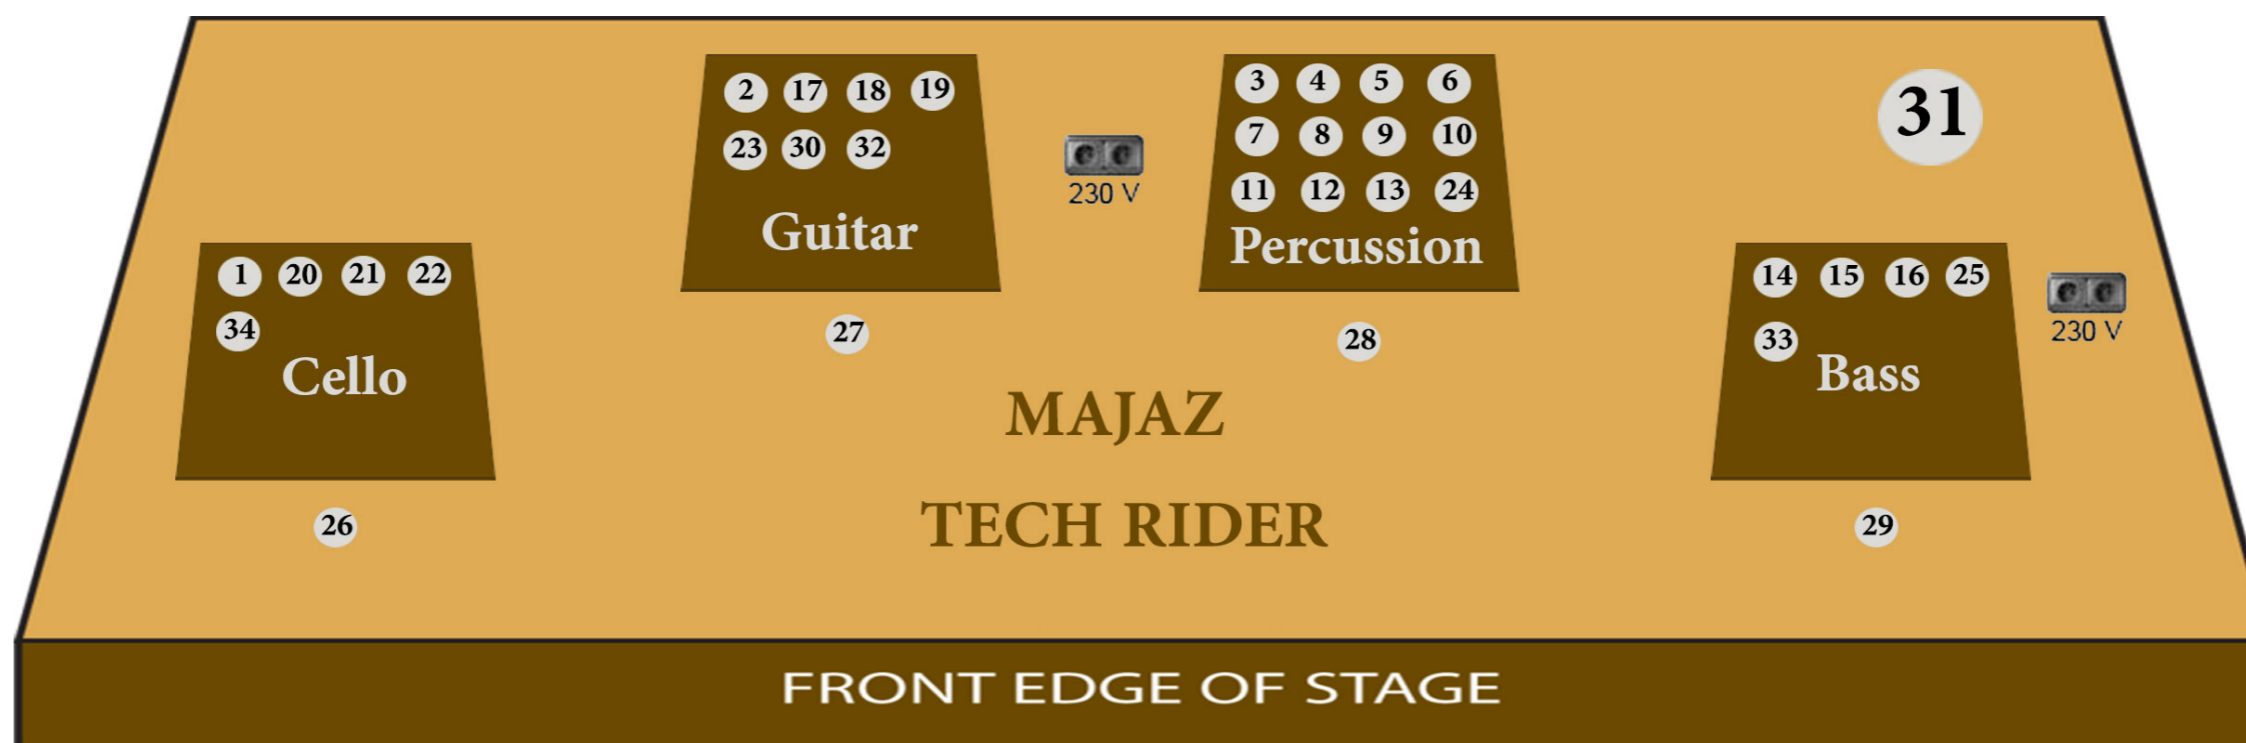 2 17 18 19
23 30 32
Guitar
230 V
3 4 5 6
7 8 9 10
11 12 13 24
Percussion
31
1 20 21 22
34
Cello
14 15 16 25
33
Bass
230 V
27
28
MAJAZ
TECH RIDER
26
29
FRONT EDGE OF STAGE